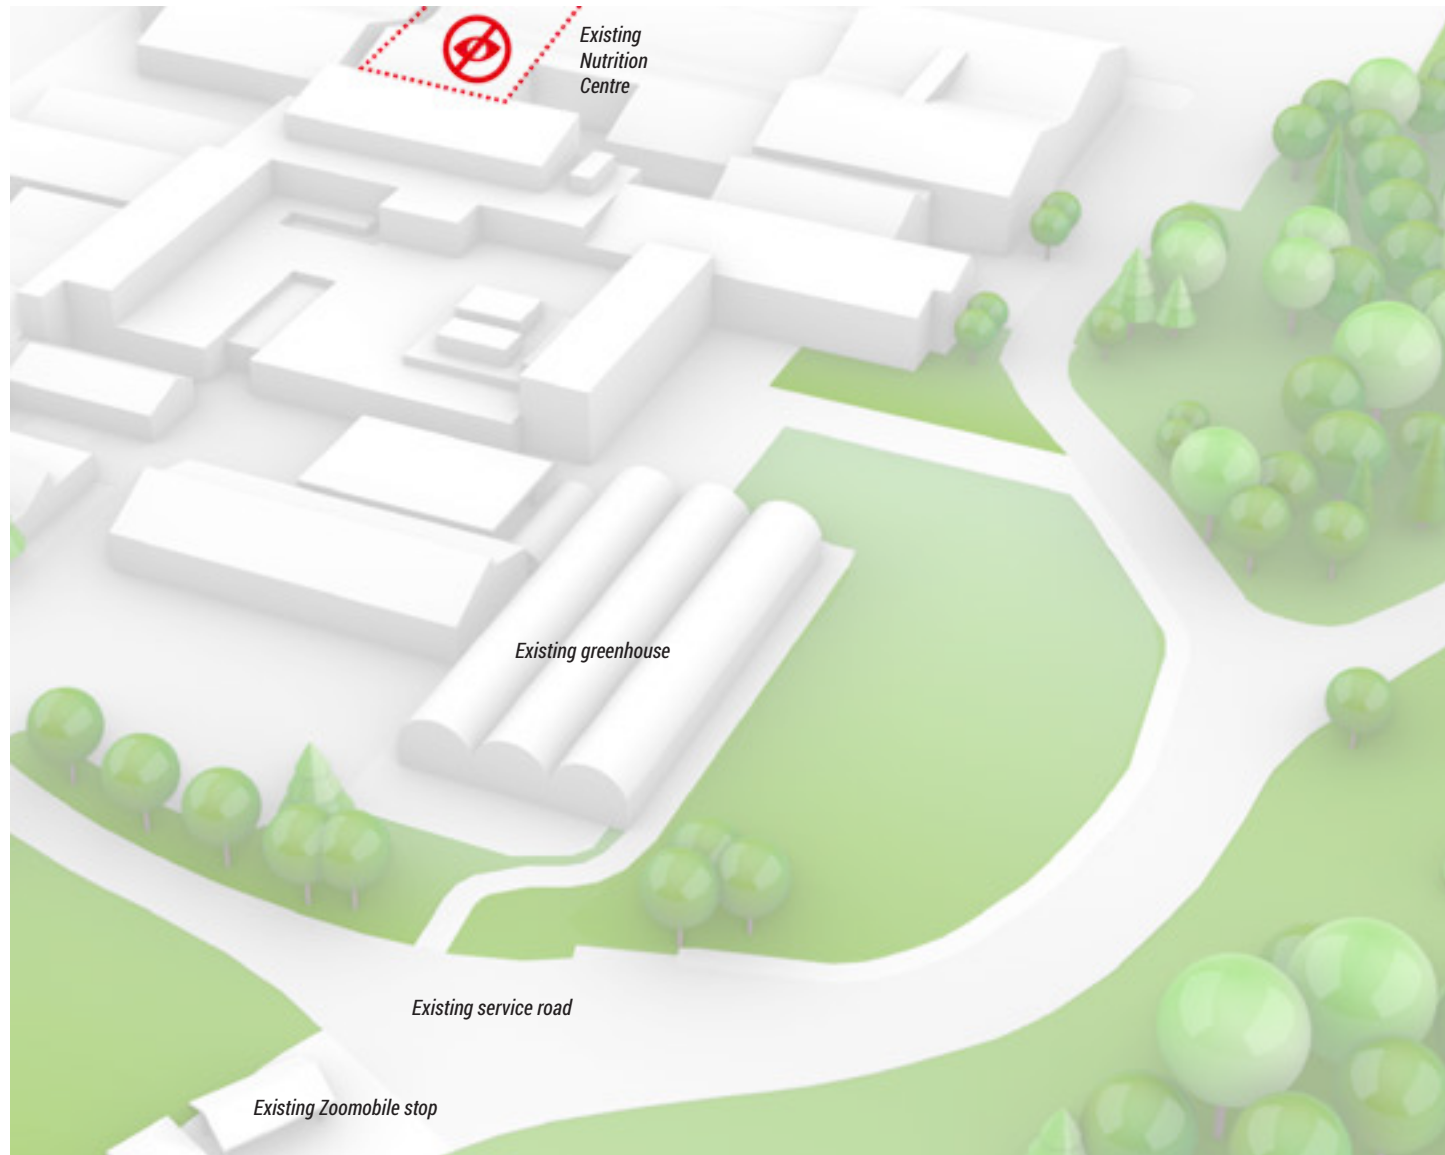 Existing
Nutrition
Centre
Existing greenhouse
Existing service road
Existing Zoomobile stop